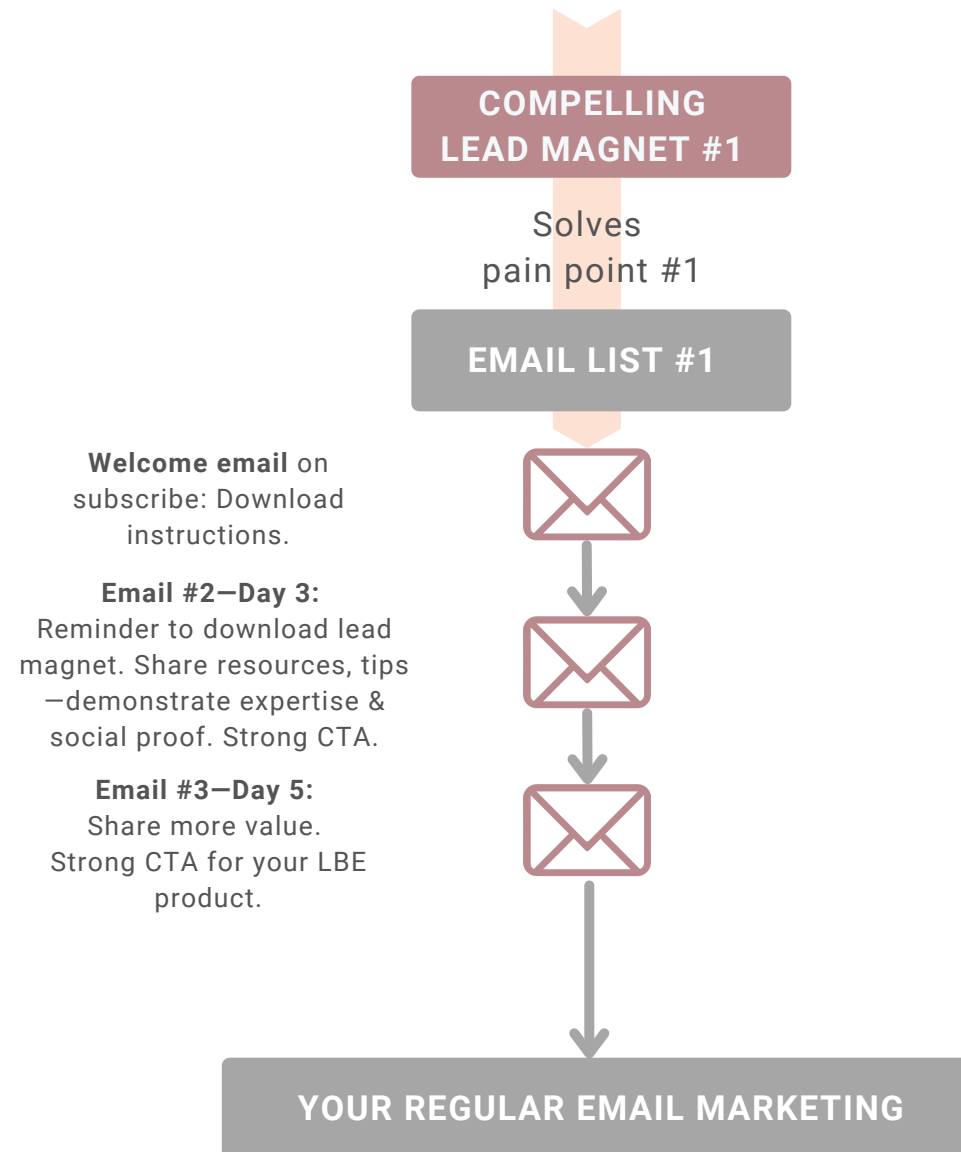 COMPELLING
LEAD MAGNET #1
Solves
pain point #1
EMAIL LIST #1
Welcome email on
subscribe: Download
instructions.
Email #2—Day 3:
Reminder to download lead
magnet. Share resources, tips
—demonstrate expertise &
social proof. Strong CTA.
Email #3—Day 5:
Share more value.
Strong CTA for your LBE
product.
YOUR REGULAR EMAIL MARKETING